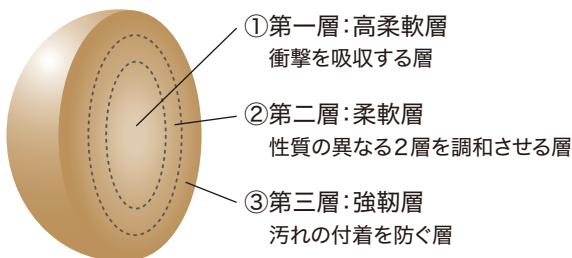 ①第一層：高柔軟層
衝撃を吸収する層
②第二層：柔軟層
性質の異なる2層を調和させる層
③第三層：強靭層
汚れの付着を防ぐ層